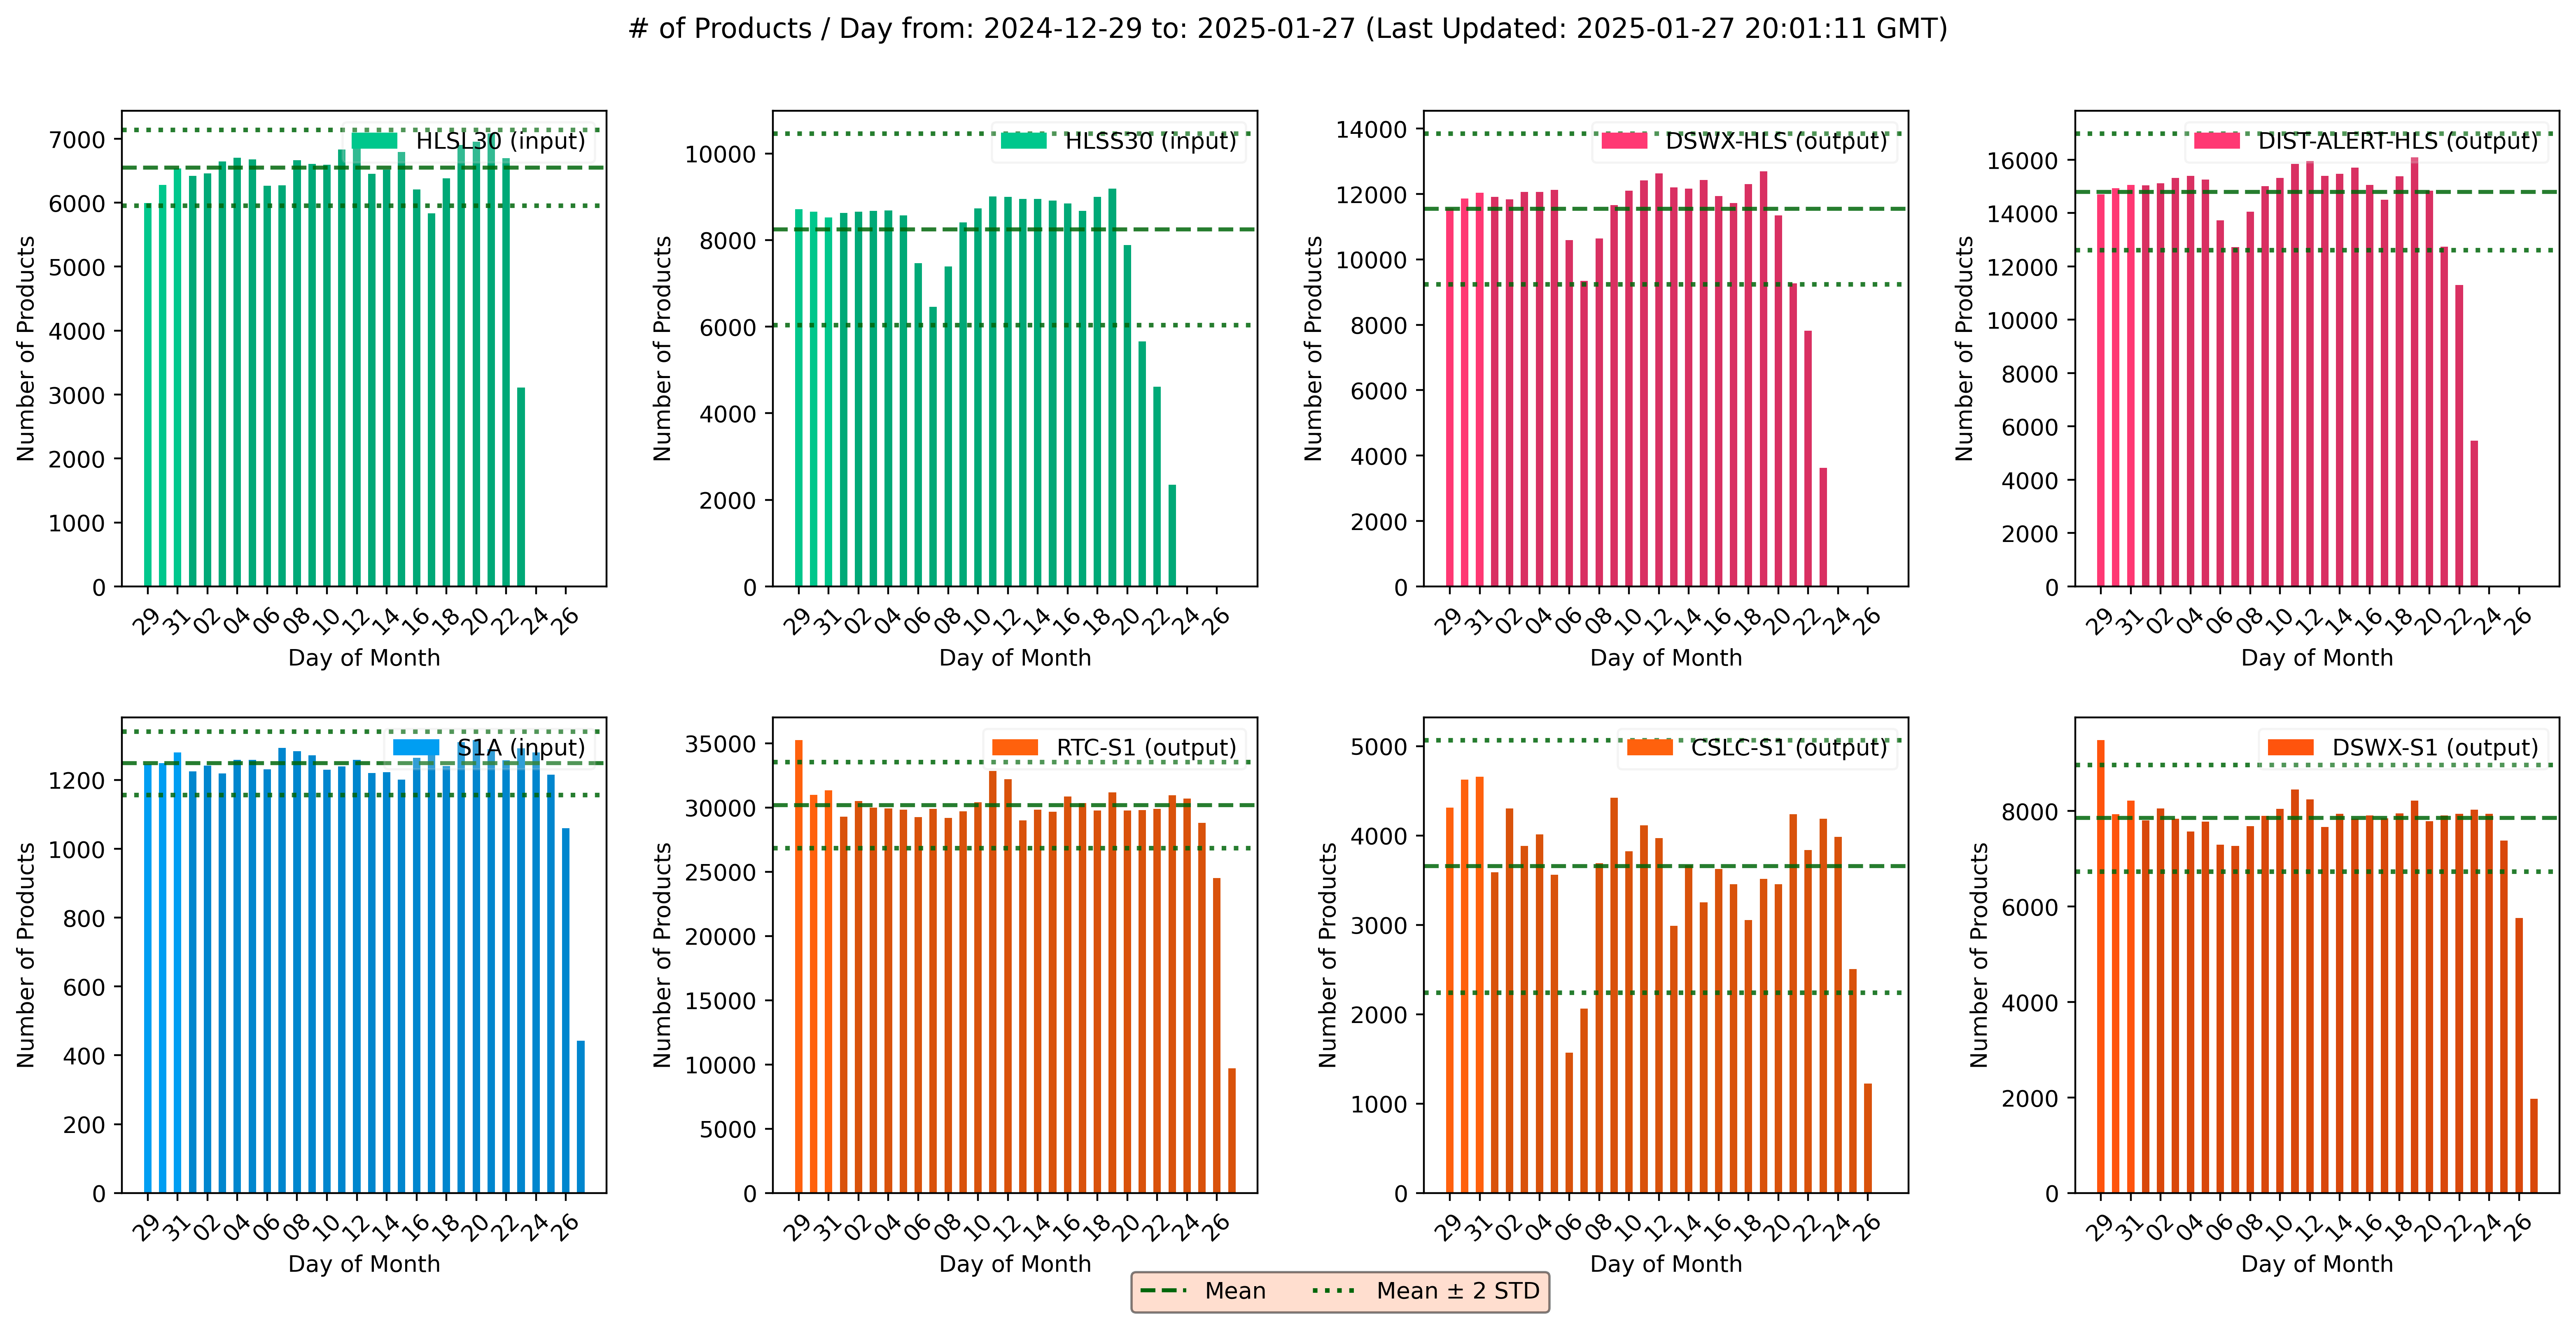 # of Products / Day from: 2024-12-29 to: 2025-01-27 (Last Updated: 2025-01-27 20:01:11 GMT)
Number of Products
7000
6000
5000
4000
3000
2000
1000
0
HLSL30 (input)
29 31 02 04 06 08 10 12 14 16 18 20 22 24 26
Day of Month
Number of Products
10000
8000
6000
4000
2000
0
HLSS30 (input)
29 31 02 04 06 08 10 12 14 16 18 20 22 24 26
Day of Month
Number of Products
14000
12000
10000
8000
6000
4000
2000
0
DSWX-HLS (output)
29 31 02 04 06 08 10 12 14 16 18 20 22 24 26
Day of Month
Number of Products
16000
14000
12000
10000
8000
6000
4000
2000
0
DIST-ALERT-HLS (output)
29 31 02 04 06 08 10 12 14 16 18 20 22 24 26
Day of Month
Number of Products
1200
1000
800
600
400
200
0
S1A (input)
29 31 02 04 06 08 10 12 14 16 18 20 22 24 26
Day of Month
Number of Products
35000
30000
25000
20000
15000
10000
5000
0
RTC-S1 (output)
29 31 02 04 06 08 10 12 14 16 18 20 22 24 26
Day of Month
Number of Products
5000
4000
3000
2000
1000
0
CSLC-S1 (output)
29 31 02 04 06 08 10 12 14 16 18 20 22 24 26
Day of Month
Number of Products
8000
6000
4000
2000
0
DSWX-S1 (output)
29 31 02 04 06 08 10 12 14 16 18 20 22 24 26
Day of Month
Mean
Mean ± 2 STD